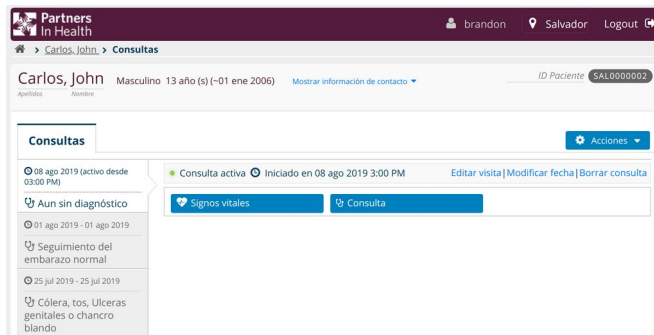 Partners
In Health
brandon Salvador Logout
> Carlos, John > Consultas
Carlos, John Masculino 13 año (s) (~01 ene 2006) Mostrar información de contacto
Apellidos Nombre
ID Paciente SAL0000002
Consultas
Acciones
08 ago 2019 (activo desde
03:00 PM)
Aun sin diagnóstico
01 ago 2019 - 01 ago 2019
Seguimiento del
embarazo normal
25 jul 2019 - 25 jul 2019
Cólera, tos, Ulceras
genitales o chancro
blando
Consulta activa Iniciado en 08 ago 2019 3:00 PM
Editar visita|Modificar fecha|Borrar consulta
Signos vitales
Consulta